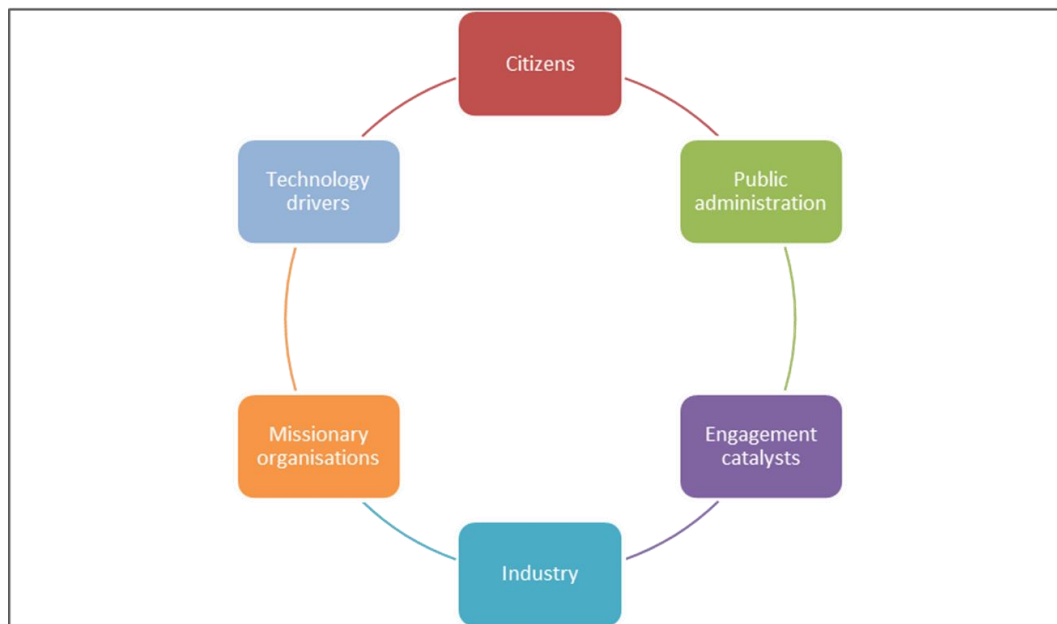 Citizens
Public
administration
Engagement
catalysts
Industry
Missionary
organisations
Technology
drivers